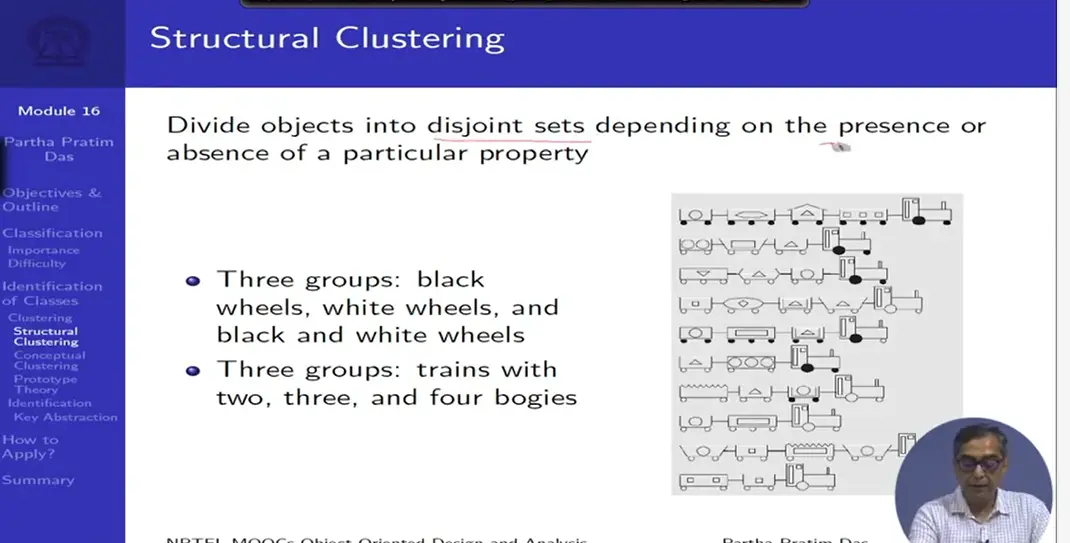 Structural Clustering
Module 16
Partha Pratim
Das
Objectives &
Outline
Classification
Importance
Difficulty
Identification
of Classes
Clustering
Structural
Clustering
Conceptual
Clustering
Prototype
Theory
Identification
Key Abstraction
How to
Apply?
Summary
Divide objects into disjoint sets depending on the presence or
absence of a particular property
Three groups: black
wheels, white wheels, and
black and white wheels
Three groups: trains with
two, three, and four bogies
NPTEL MOOCs Object Oriented Design and Analysis
Partha Pratim Das